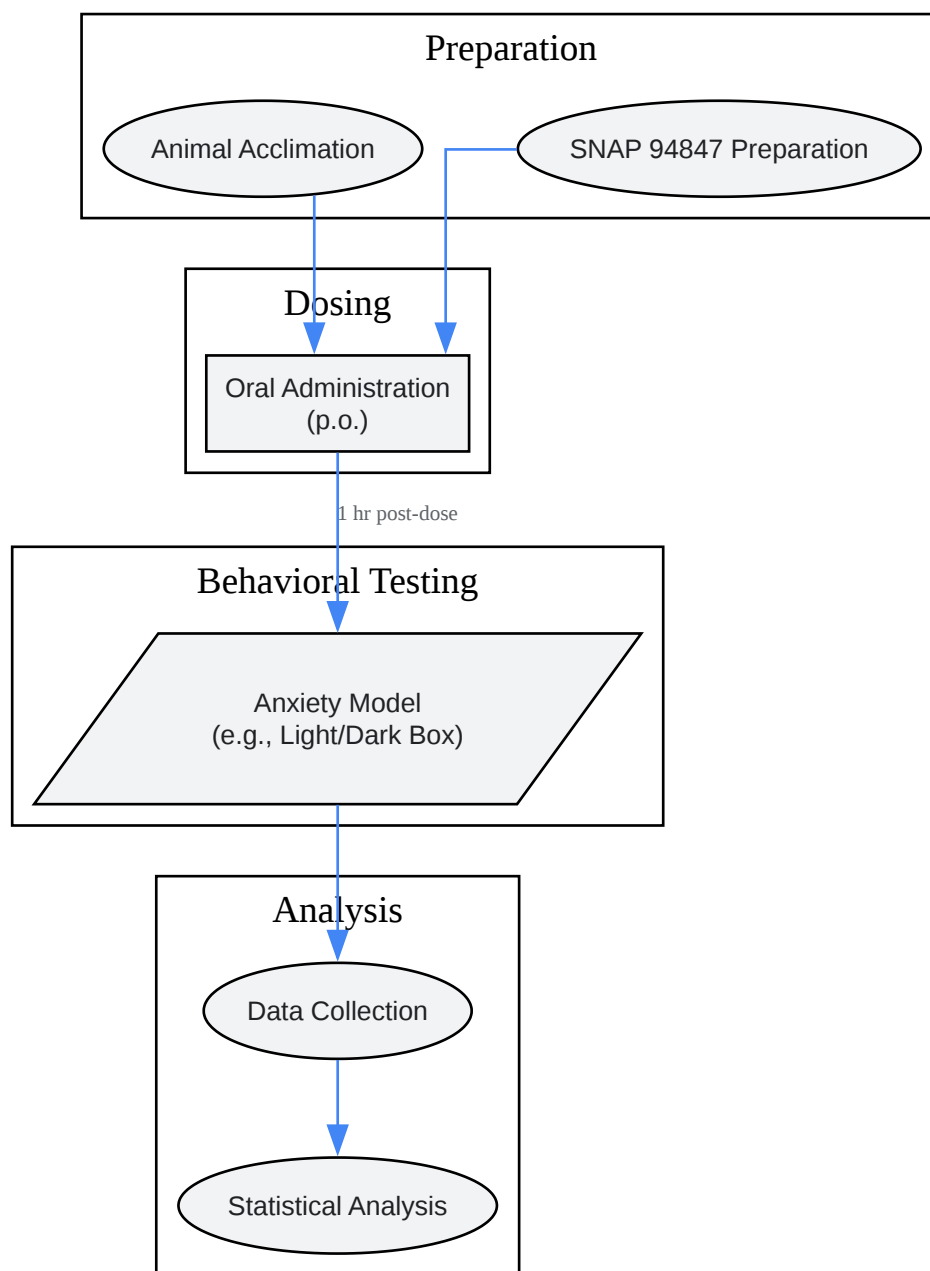 Preparation
Animal Acclimation
SNAP 94847 Preparation
Dosing
Oral Administration
(p.o.)
1 hr post-dose
Behavioral Testing
Anxiety Model
(e.g., Light/Dark Box)
Analysis
Data Collection
Statistical Analysis